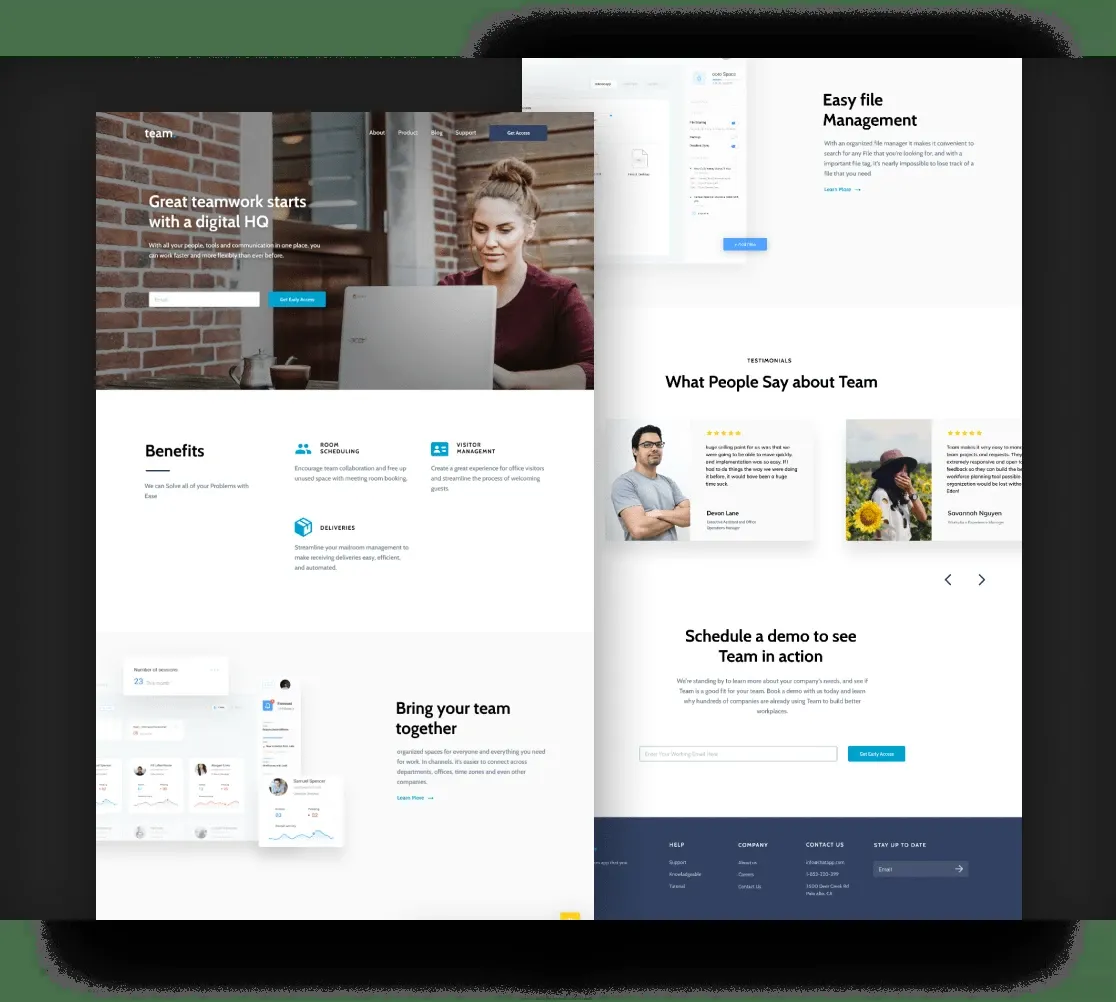 team
About Product Blog Support Get Access
Great teamwork starts
with a digital HQ
With all your people, tools and communication in one place, you
can work faster and more flexibly than ever before.
Email
Get Early Access
Benefits
We can Solve all of your Problems with
Ease
ROOM
SCHEDULING
Encourage team collaboration and free up
unused space with meeting room booking.
VISITOR
MANAGEMNT
Create a great experience for office visitors
and streamline the process of welcoming
guests.
DELIVERIES
Streamline your mailroom management to
make receiving deliveries easy, efficient,
and automated.
Number of sessions
23 This month
Samuel Spencer
Bring your team
together
organized spaces for everyone and everything you need
for work. In channels, it's easier to connect across
departments, offices, time zones and even other
companies.
Learn More
Easy file
Management
With an organized file manager it makes it convenient to
search for any File that you're looking for, and with a
important file tag, it's nearly impossible to lose track of a
file that you need
Learn More
TESTIMONIALS
What People Say about Team
huge selling point for us was that we
were going to be able to move quickly,
and implementation was so easy. If I
had to do things the way we were doing
it before, it would have been a huge
time suck.
Devon Lane
Executive Assistant and Office
Operations Manager
Team makes it very easy to mana
team projects and requests. They
extremely responsive and open to
feedback so they can build the be
workforce planning tool possible.
organization would be lost witho
Eden!
Savannah Nguyen
Schedule a demo to see
Team in action
We're standing by to learn more about your company's needs, and see if
Team is a good fit for your team. Book a demo with us today and learn
why hundreds of companies are already using Team to build better
workplaces.
Enter Your Working Email Here
Get Early Access
HELP
Support
Knowladgeable
Tutorial
COMPANY
About us
Careers
Contact Us
CONTACT US
1-853-233-399
1050 Deer Creek Rd
Palo alto, CA
STAY UP TO DATE
Email